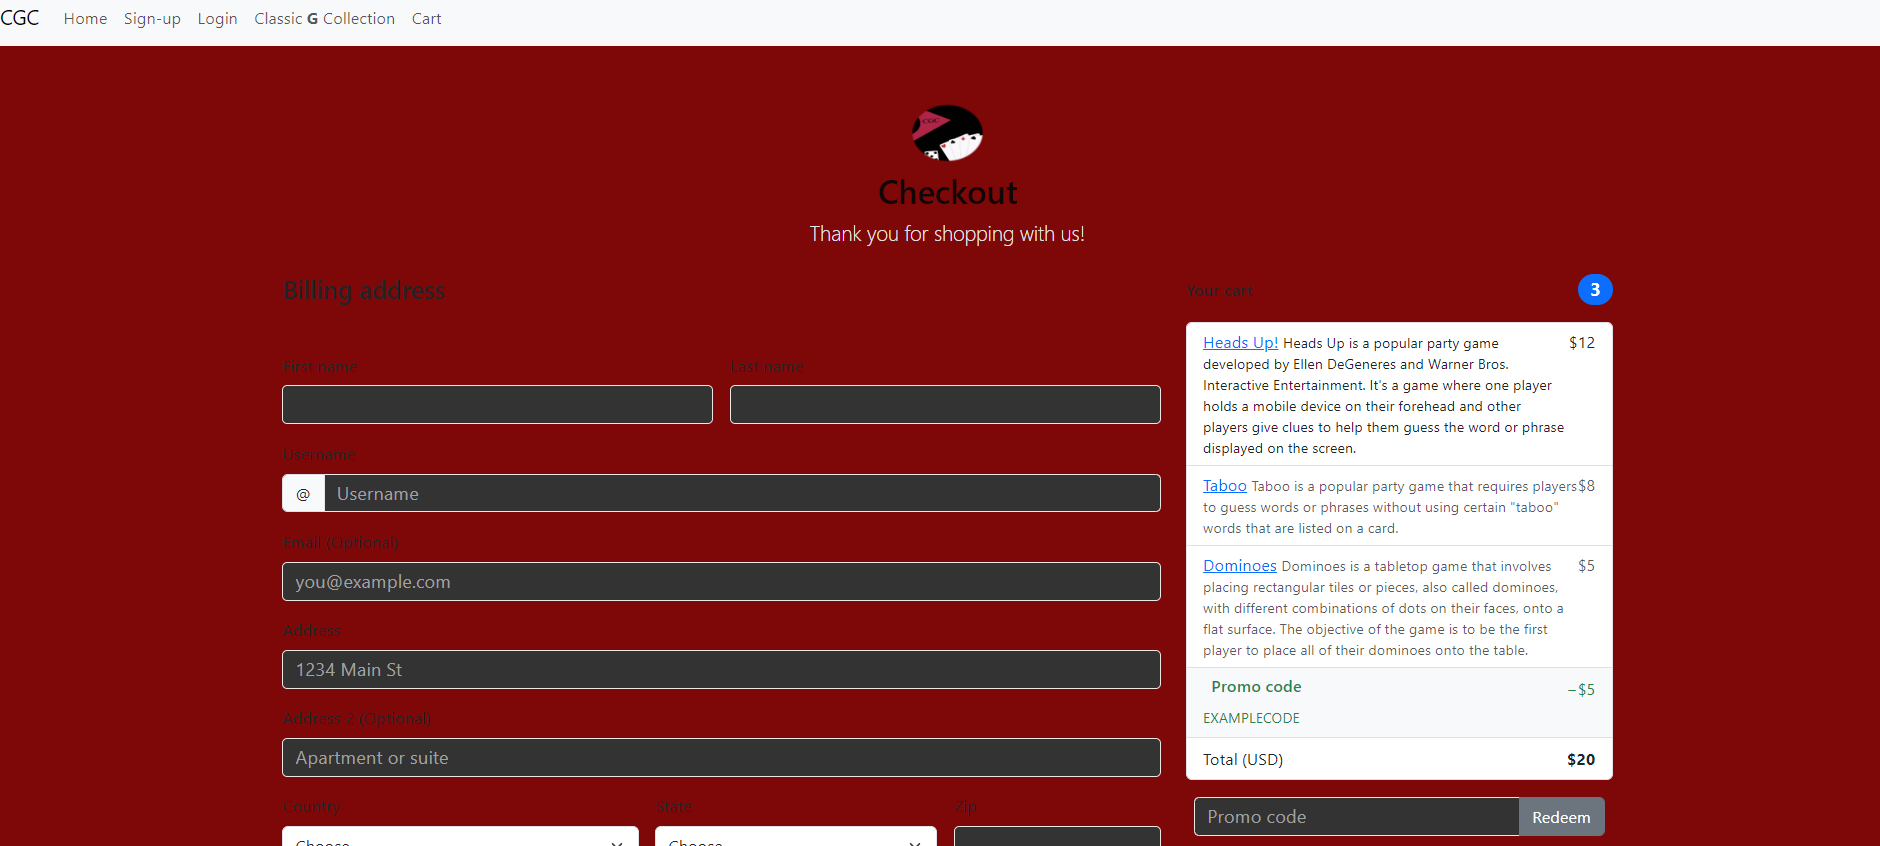 CGC Home Sign-up Login Classic G Collection Cart
CGC
Checkout
Thank you for shopping with us!
Billing address
First name Last name
Username
@ Username
Email (Optional)
you@example.com
Address
1234 Main St
Address 2 (Optional)
Apartment or suite
Country State Zip
Choose... Choose...
Your cart 3
Heads Up! Heads Up is a popular party game $12
developed by Ellen DeGeneres and Warner Bros.
Interactive Entertainment. It's a game where one player
holds a mobile device on their forehead and other
players give clues to help them guess the word or phrase
displayed on the screen.
Taboo Taboo is a popular party game that requires players $8
to guess words or phrases without using certain "taboo"
words that are listed on a card.
Dominoes Dominoes is a tabletop game that involves $5
placing rectangular tiles or pieces, also called dominoes,
with different combinations of dots on their faces, onto a
flat surface. The objective of the game is to be the first
player to place all of their dominoes onto the table.
Promo code −$5
EXAMPLECODE
Total (USD) $20
Promo code Redeem